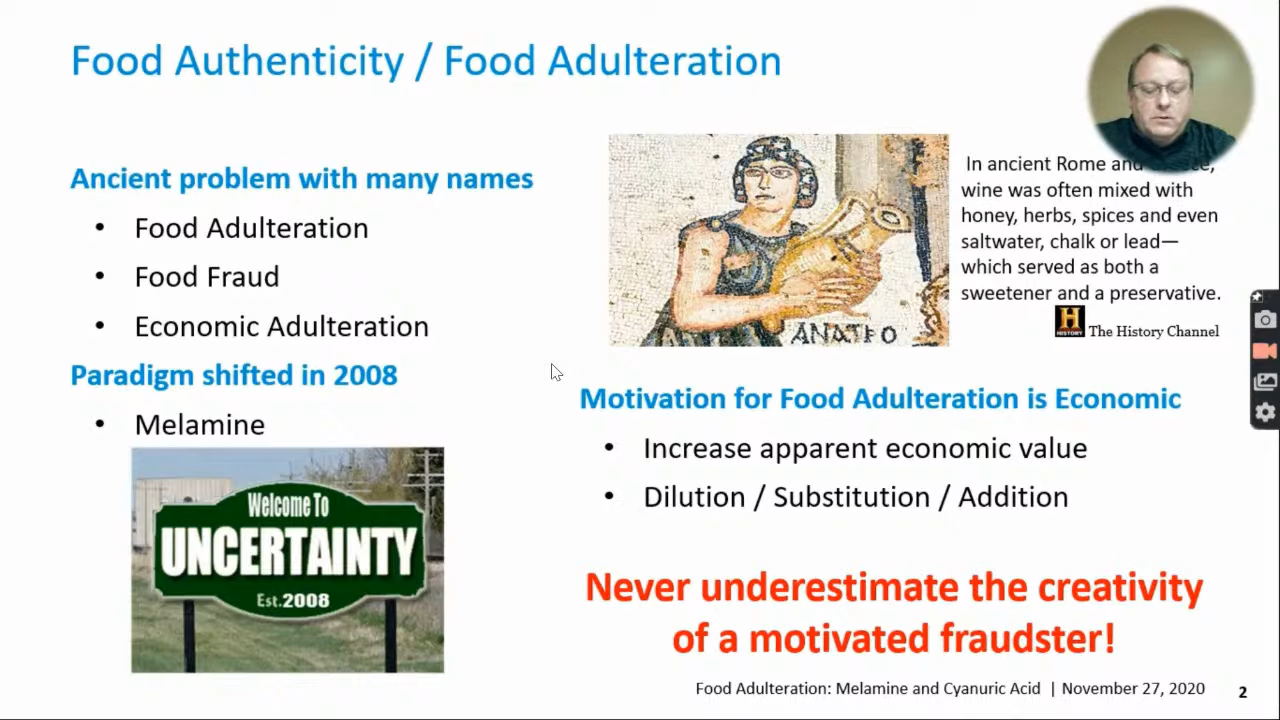 Food Authenticity / Food Adulteration
Ancient problem with many names
• Food Adulteration
• Food Fraud
• Economic Adulteration
Paradigm shifted in 2008
• Melamine
Welcome To
UNCERTAINTY
Est.2008
ANATFO
In ancient Rome and
wine was often mixed with
honey, herbs, spices and even
saltwater, chalk or lead—
which served as both a
sweetener and a preservative.
H
HISTORY
The History Channel
Motivation for Food Adulteration is Economic
• Increase apparent economic value
• Dilution / Substitution / Addition
Never underestimate the creativity
of a motivated fraudster!
Food Adulteration: Melamine and Cyanuric Acid | November 27, 2020
2